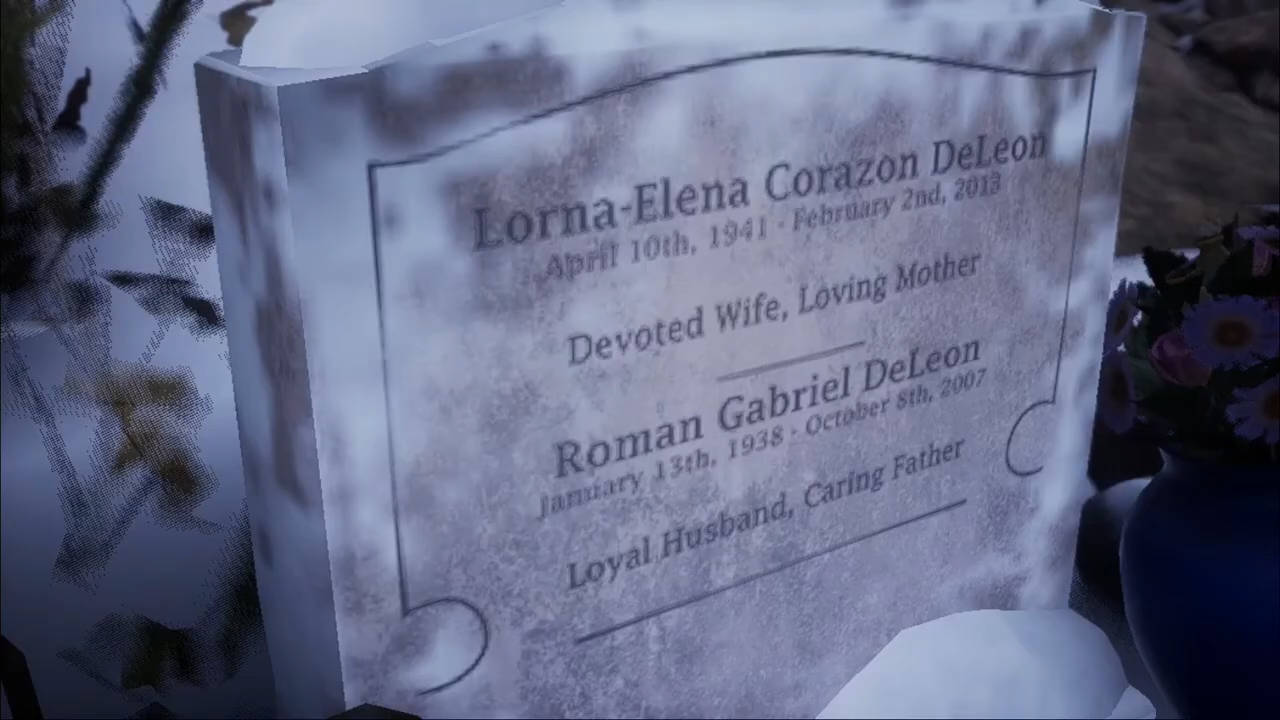 Lorna-Elena Corazon DeLeon
April 10th, 1941 · February 2nd, 2013
Devoted Wife, Loving Mother
Roman Gabriel DeLeon
January 13th, 1938 · October 8th, 2007
Loyal Husband, Caring Father